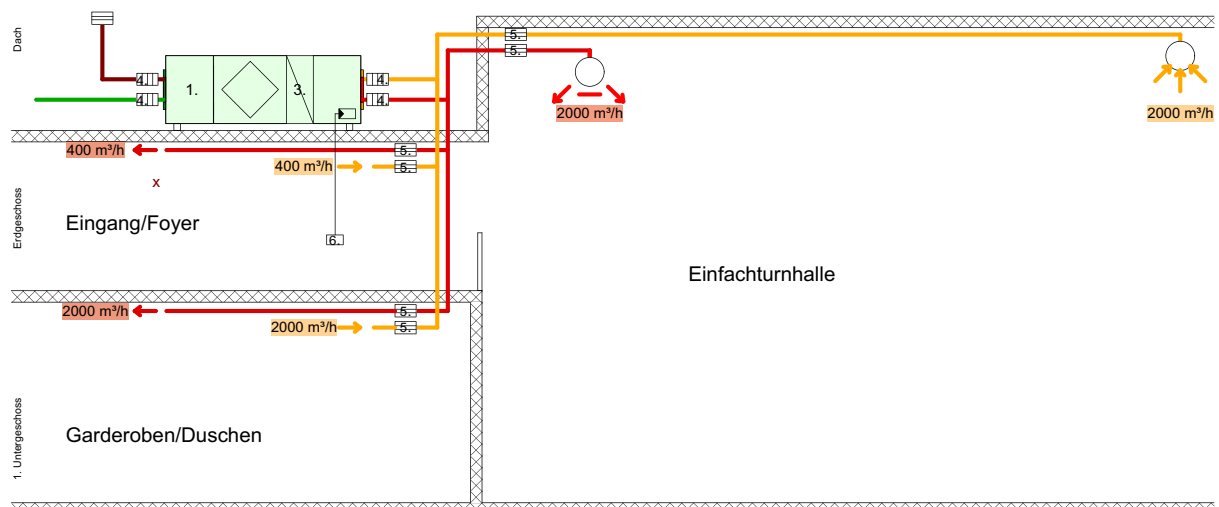 Dach
5.
5.
4.
4.
1.
3.
4.
4.
2000 m³/h
2000 m³/h
400 m³/h
5.
400 m³/h
5.
x
Erdgeschoss
Eingang/Foyer
6.
Einfachturnhalle
2000 m³/h
5.
2000 m³/h
5.
1. Untergeschoss
Garderoben/Duschen